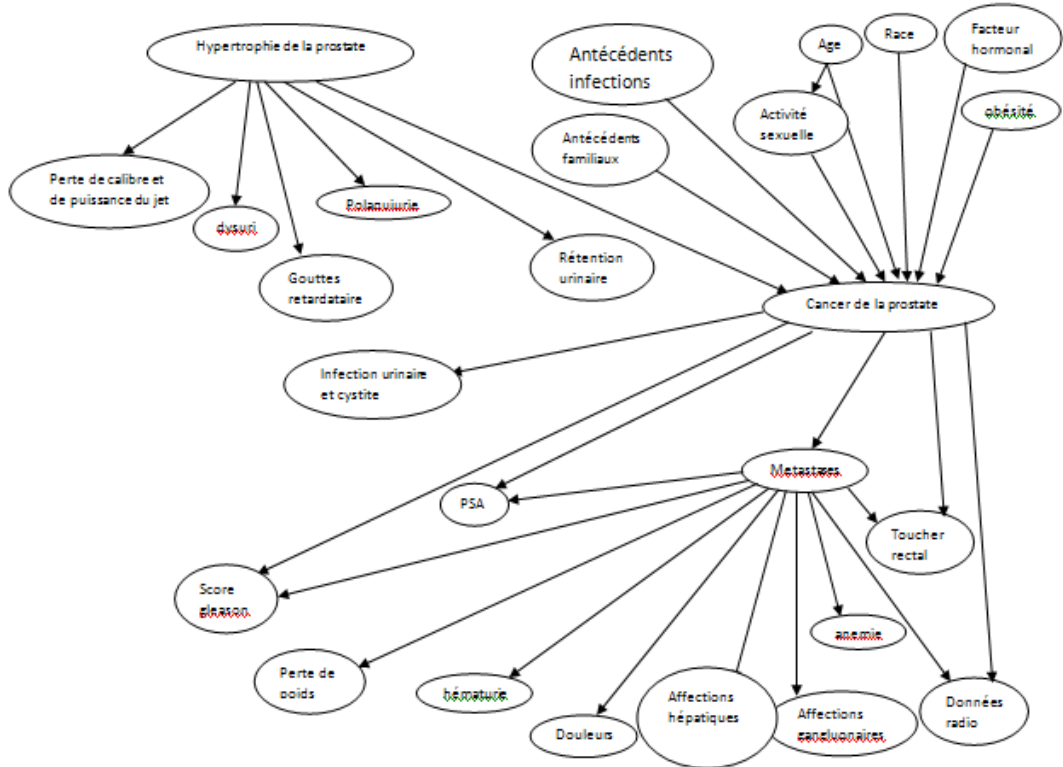 Hypertrophie de la prostate
Antécédents
infections
Age
Race
Facteur
hormonal
Activité
sexuelle
obésité
Antécédents
familiaux
Perte de calibre et
de puissance du jet
dysuri
Polaquiurie
Gouttes
retardataire
Rétention
urinaire
Cancer de la prostate
Infection urinaire
et cystite
Metastases
PSA
Toucher
rectal
Score
gleason
anemie
Perte de
poids
hématurie
Affections
hépatiques
Affections
gangluonaires
Données
radio
Douleurs